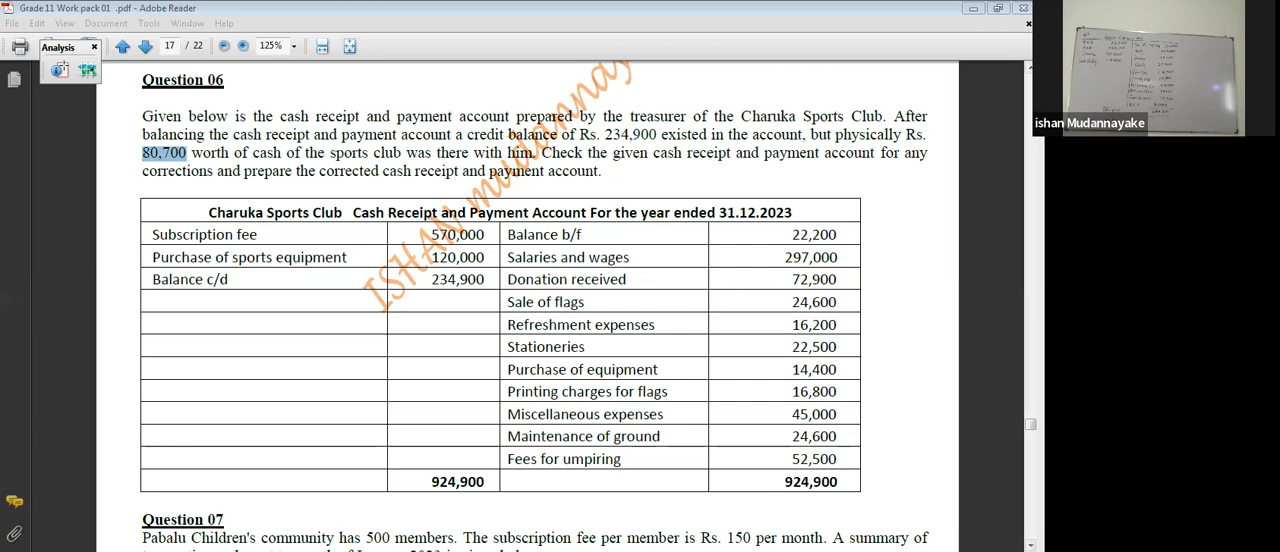 Grade 11 Work pack 01 .pdf - Adobe Reader
File Edit View Document Tools Window Help
17 / 22 125%
Analysis
Question 06
Given below is the cash receipt and payment account prepared by the treasurer of the Charuka Sports Club. After
balancing the cash receipt and payment account a credit balance of Rs. 234,900 existed in the account, but physically Rs.
80,700 worth of cash of the sports club was there with him. Check the given cash receipt and payment account for any
corrections and prepare the corrected cash receipt and payment account.
ISHAN mudannay
Charuka Sports Club Cash Receipt and Payment Account For the year ended 31.12.2023
Subscription fee 570,000 Balance b/f 22,200
Purchase of sports equipment 120,000 Salaries and wages 297,000
Balance c/d 234,900 Donation received 72,900
Sale of flags 24,600
Refreshment expenses 16,200
Stationeries 22,500
Purchase of equipment 14,400
Printing charges for flags 16,800
Miscellaneous expenses 45,000
Maintenance of ground 24,600
Fees for umpiring 52,500
924,900 924,900
Question 07
Pabalu Children's community has 500 members. The subscription fee per member is Rs. 150 per month. A summary of
ishan Mudannayake